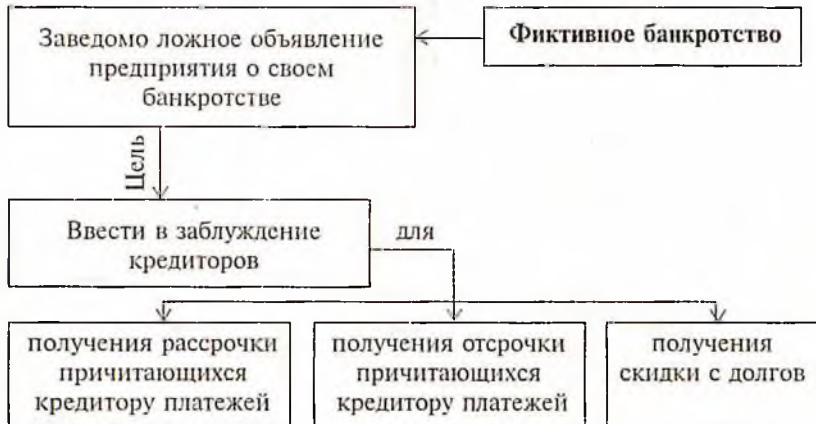 Заведомо ложное объявление
предприятия о своем
банкротстве
Фиктивное банкротство
Цель
Ввести в заблуждение
кредиторов
для
получения рассрочки
причитающихся
кредитору платежей
получения отсрочки
причитающихся
кредитору платежей
получения
скидки с долгов